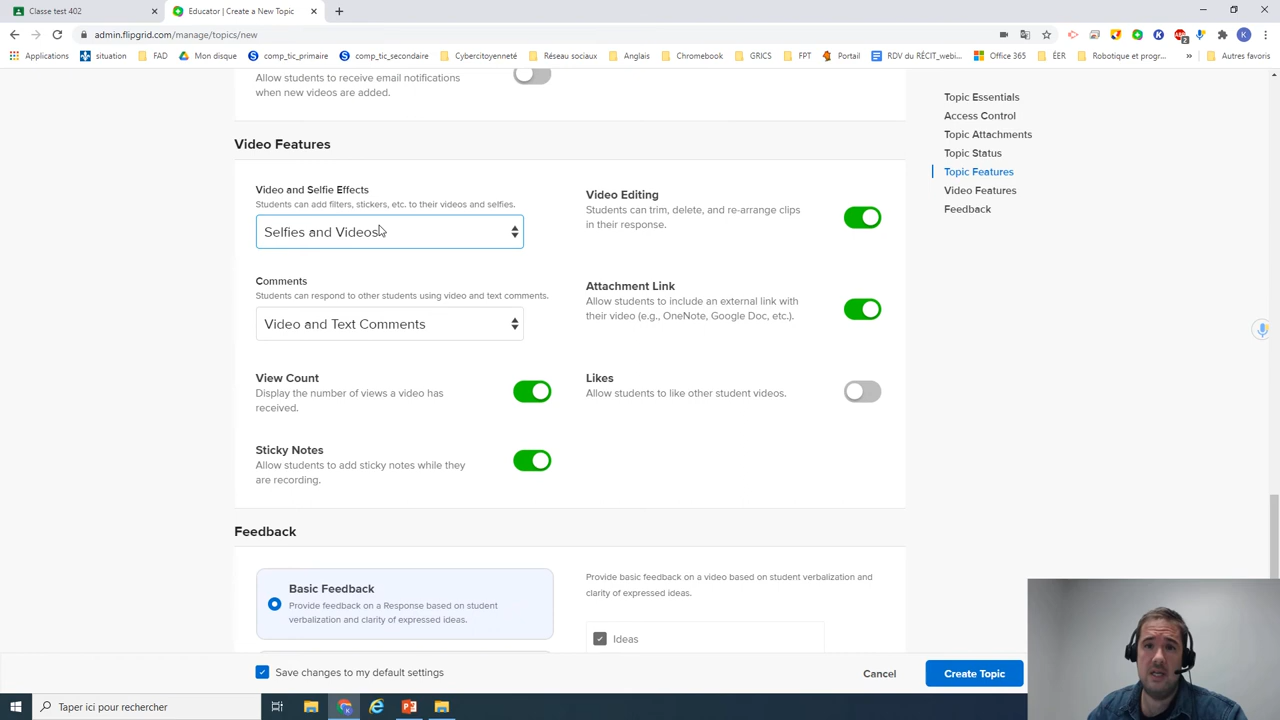 Classe test 402
Educator | Create a New Topic
admin.flipgrid.com/manage/topics/new
Applications
situation
FAD
Mon disque
comp_tic_primaire
comp_tic_secondaire
Cybercitoyenneté
Réseau sociaux
Anglais
Chromebook
GRICS
FPT
Portail
RDV du RÉCIT_webi...
Office 365
ÉER
Robotique et progr...
»
Autres favoris
Allow students to receive email notifications
when new videos are added.
Topic Essentials
Access Control
Topic Attachments
Topic Status
Topic Features
Video Features
Feedback
Video Features
Video and Selfie Effects
Students can add filters, stickers, etc. to their videos and selfies.
Selfies and Videos
Video Editing
Students can trim, delete, and re-arrange clips
in their response.
Comments
Students can respond to other students using video and text comments.
Video and Text Comments
Attachment Link
Allow students to include an external link with
their video (e.g., OneNote, Google Doc, etc.).
View Count
Display the number of views a video has
received.
Likes
Allow students to like other student videos.
Sticky Notes
Allow students to add sticky notes while they
are recording.
Feedback
Basic Feedback
Provide feedback on a Response based on student
verbalization and clarity of expressed ideas.
Provide basic feedback on a video based on student verbalization and
clarity of expressed ideas.
Ideas
Save changes to my default settings
Cancel
Create Topic
Taper ici pour rechercher